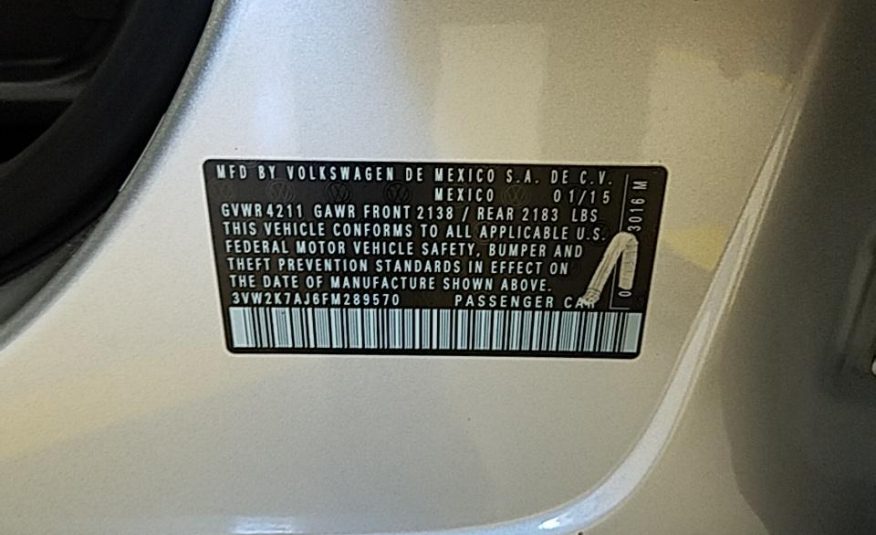 MFD BY VOLKSWAGEN DE MEXICO S.A. DE C.V.
MEXICO 01/15
GVWR 4211 GAWR FRONT 2138 / REAR 2183 LBS
THIS VEHICLE CONFORMS TO ALL APPLICABLE U.S.
FEDERAL MOTOR VEHICLE SAFETY, BUMPER AND
THEFT PREVENTION STANDARDS IN EFFECT ON
THE DATE OF MANUFACTURE SHOWN ABOVE.
3VW2K7AJ6FM289570 PASSENGER CAR
3016 M